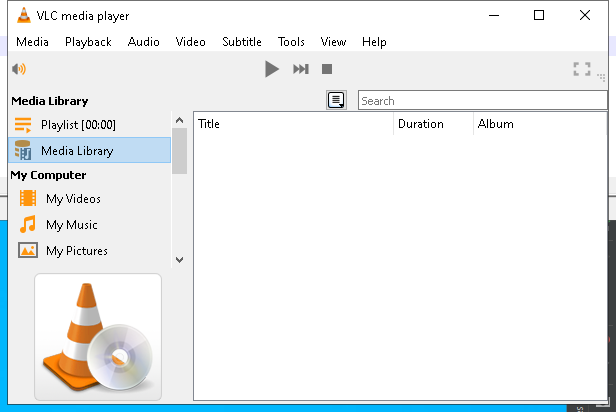 VLC media player
Media Playback Audio Video Subtitle Tools View Help
Media Library
Search
Playlist [00:00]
Title Duration Album
Media Library
My Computer
My Videos
My Music
My Pictures